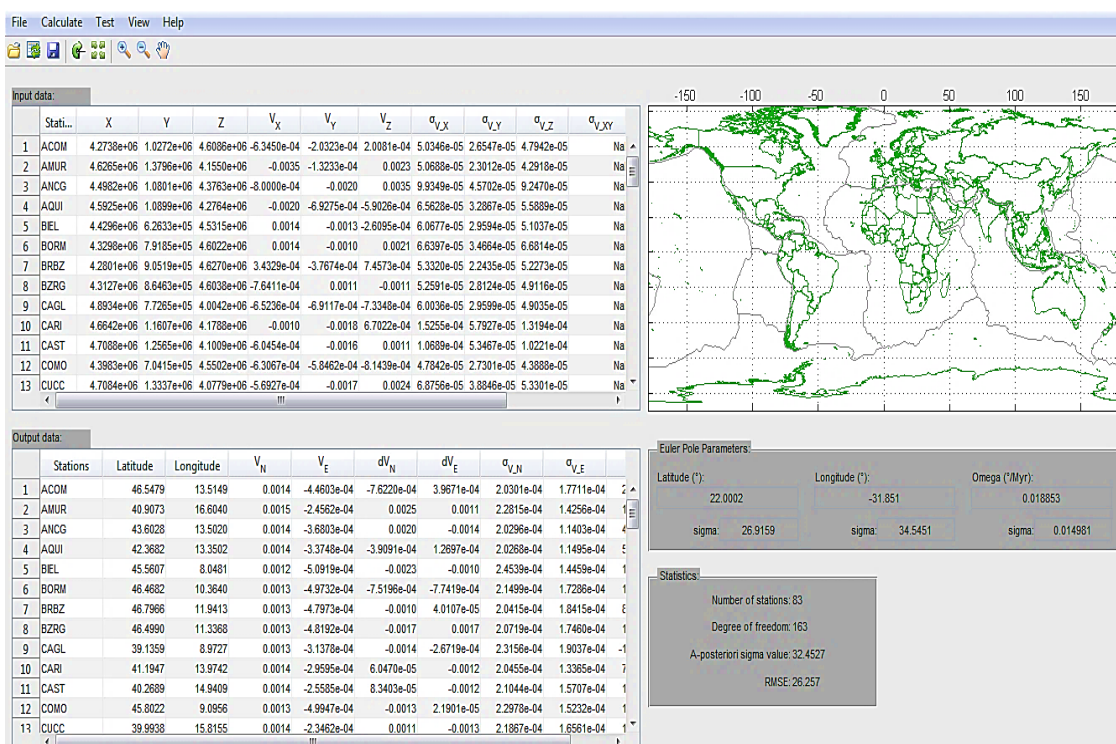 File Calculate Test View Help
Input data:
Stati... X Y Z V_X V_Y V_Z σ_V_X σ_V_Y σ_V_Z σ_V_XY
1 ACOM 4.2738e+06 1.0272e+06 4.6086e+06 -6.3450e-04 -2.0323e-04 2.0081e-04 5.0346e-05 2.6547e-05 4.7942e-05 Na
2 AMUR 4.6265e+06 1.3796e+06 4.1550e+06 -0.0035 -1.3233e-04 0.0023 5.0688e-05 2.3012e-05 4.2918e-05 Na
3 ANCG 4.4982e+06 1.0801e+06 4.3763e+06 -8.0000e-04 -0.0020 0.0035 9.9349e-05 4.5702e-05 9.2470e-05 Na
4 AQUI 4.5925e+06 1.0899e+06 4.2764e+06 -0.0020 -6.9275e-04 -5.9026e-04 6.5628e-05 3.2867e-05 5.5889e-05 Na
5 BIEL 4.4296e+06 6.2633e+05 4.5315e+06 0.0014 -0.0013 -2.6095e-04 6.0677e-05 2.9594e-05 5.1037e-05 Na
6 BORM 4.3298e+06 7.9185e+05 4.6022e+06 0.0014 -0.0010 0.0021 6.6397e-05 3.4664e-05 6.6814e-05 Na
7 BRBZ 4.2801e+06 9.0519e+05 4.6270e+06 3.4329e-04 -3.7674e-04 7.4573e-04 5.3320e-05 2.2435e-05 5.2273e-05 Na
8 BZRG 4.3127e+06 8.6463e+05 4.6038e+06 -7.6411e-04 0.0011 -0.0011 5.2591e-05 2.8124e-05 4.9116e-05 Na
9 CAGL 4.8934e+06 7.7265e+05 4.0042e+06 -6.5236e-04 -6.9117e-04 -7.3348e-04 6.0036e-05 2.9599e-05 4.9035e-05 Na
10 CARI 4.6642e+06 1.1607e+06 4.1788e+06 -0.0010 -0.0018 6.7022e-04 1.5255e-04 5.7927e-05 1.3194e-04 Na
11 CAST 4.7088e+06 1.2565e+06 4.1009e+06 -6.0454e-04 -0.0016 0.0011 1.0689e-04 5.3467e-05 1.0221e-04 Na
12 COMO 4.3983e+06 7.0415e+05 4.5502e+06 -6.3067e-04 -5.8462e-04 -8.1439e-04 4.7842e-05 2.7301e-05 4.3888e-05 Na
13 CUCC 4.7084e+06 1.3337e+06 4.0779e+06 -5.6927e-04 -0.0017 0.0024 6.8756e-05 3.8846e-05 5.3301e-05 Na
-150 -100 -50 0 50 100 150
Output data:
Stations Latitude Longitude V_N V_E dV_N dV_E σ_V_N σ_V_E
1 ACOM 46.5479 13.5149 0.0014 -4.4603e-04 -7.6220e-04 3.9671e-04 2.0301e-04 1.7711e-04 2
2 AMUR 40.9073 16.6040 0.0015 -2.4562e-04 0.0025 0.0011 2.2815e-04 1.4256e-04 1
3 ANCG 43.6028 13.5020 0.0014 -3.6803e-04 0.0020 -0.0014 2.0296e-04 1.1403e-04 4
4 AQUI 42.3682 13.3502 0.0014 -3.3748e-04 -3.9091e-04 1.2697e-04 2.0268e-04 1.1495e-04 5
5 BIEL 45.5607 8.0481 0.0012 -5.0919e-04 -0.0023 -0.0010 2.4539e-04 1.4459e-04 1
6 BORM 46.4682 10.3640 0.0013 -4.9732e-04 -7.5196e-04 -7.7419e-04 2.1499e-04 1.7286e-04 1
7 BRBZ 46.7966 11.9413 0.0013 -4.7973e-04 -0.0010 4.0107e-05 2.0415e-04 1.8415e-04 8
8 BZRG 46.4990 11.3368 0.0013 -4.8192e-04 -0.0017 0.0017 2.0719e-04 1.7460e-04 1
9 CAGL 39.1359 8.9727 0.0013 -3.1378e-04 -0.0014 -2.6719e-04 2.3156e-04 1.9037e-04 -1
10 CARI 41.1947 13.9742 0.0014 -2.9595e-04 6.0470e-05 -0.0012 2.0455e-04 1.3365e-04 7
11 CAST 40.2689 14.9409 0.0014 -2.5585e-04 8.3403e-05 -0.0012 2.1044e-04 1.5707e-04 1
12 COMO 45.8022 9.0956 0.0013 -4.9947e-04 -0.0013 2.1901e-05 2.2978e-04 1.5232e-04 1
13 CUCC 39.9938 15.8155 0.0014 -2.3462e-04 0.0011 -0.0013 2.1867e-04 1.6561e-04 1
Euler Pole Parameters:
Latitude (°): Longitude (°): Omega (°/Myr):
22.0002 -31.851 0.018853
sigma: 26.9159 sigma: 34.5451 sigma: 0.014981
Statistics:
Number of stations: 83
Degree of freedom: 163
A-posteriori sigma value: 32.4527
RMSE: 26.257